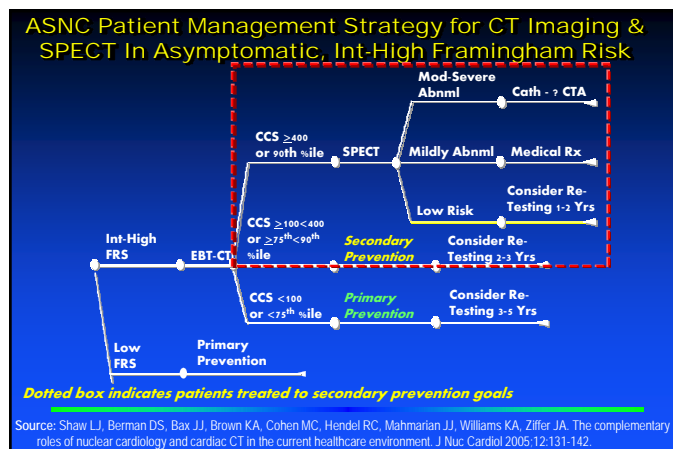 ASNC Patient Management Strategy for CT Imaging &
SPECT In Asymptomatic, Int-High Framingham Risk
Mod-Severe
Abnml
Cath - ? CTA
CCS ≥400
or 90th %ile
SPECT
Mildly Abnml
Medical Rx
Low Risk
Consider Re-
Testing 1-2 Yrs
Int-High
FRS
EBT-CT
CCS ≥100<400
or ≥75th<90th
%ile
Secondary
Prevention
Consider Re-
Testing 2-3 Yrs
CCS <100
or <75th %ile
Primary
Prevention
Consider Re-
Testing 3-5 Yrs
Low
FRS
Primary
Prevention
Dotted box indicates patients treated to secondary prevention goals
Source: Shaw LJ, Berman DS, Bax JJ, Brown KA, Cohen MC, Hendel RC, Mahmarian JJ, Williams KA, Ziffer JA. The complementary
roles of nuclear cardiology and cardiac CT in the current healthcare environment. J Nuc Cardiol 2005;12:131-142.